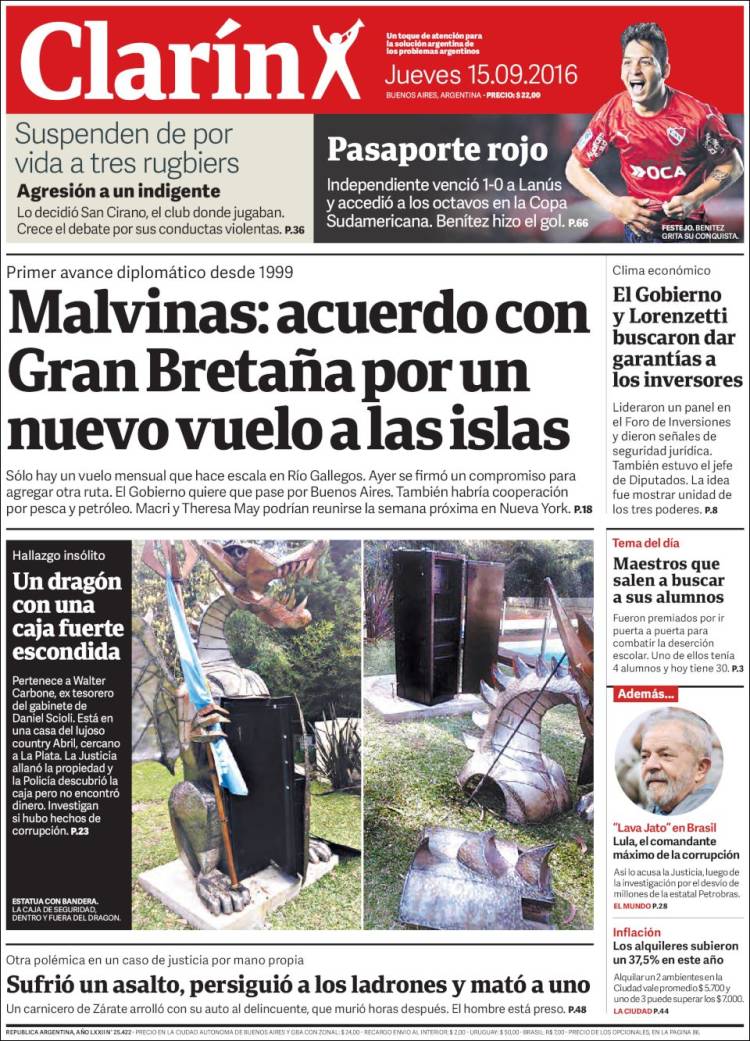 Clarín
Un toque de atención para
la solución argentina de
los problemas argentinos
Jueves 15.09.2016
BUENOS AIRES, ARGENTINA - PRECIO: $ 22,00
Suspenden de por
vida a tres rugbiers
Agresión a un indigente
Lo decidió San Cirano, el club donde jugaban.
Crece el debate por sus conductas violentas. P.36
Pasaporte rojo
Independiente venció 1-0 a Lanús
y accedió a los octavos en la Copa
Sudamericana. Benítez hizo el gol. P.66
OCA
FESTEJO. BENITEZ
GRITA SU CONQUISTA.
Primer avance diplomático desde 1999
Malvinas: acuerdo con
Gran Bretaña por un
nuevo vuelo a las islas
Sólo hay un vuelo mensual que hace escala en Río Gallegos. Ayer se firmó un compromiso para
agregar otra ruta. El Gobierno quiere que pase por Buenos Aires. También habría cooperación
por pesca y petróleo. Macri y Theresa May podrían reunirse la semana próxima en Nueva York. P.18
Clima económico
El Gobierno
y Lorenzetti
buscaron dar
garantías a
los inversores
Lideraron un panel en
el Foro de Inversiones
y dieron señales de
seguridad jurídica.
También estuvo el jefe
de Diputados. La idea
fue mostrar unidad de
los tres poderes. P.8
Hallazgo insólito
Un dragón
con una
caja fuerte
escondida
Pertenece a Walter
Carbone, ex tesorero
del gabinete de
Daniel Scioli. Está en
una casa del lujoso
country Abril, cercano
a La Plata. La Justicia
allanó la propiedad y
la Policía descubrió la
caja pero no encontró
dinero. Investigan
si hubo hechos de
corrupción. P.23
ESTATUA CON BANDERA.
LA CAJA DE SEGURIDAD,
DENTRO Y FUERA DEL DRAGON.
Tema del día
Maestros que
salen a buscar
a sus alumnos
Fueron premiados por ir
puerta a puerta para
combatir la deserción
escolar. Uno de ellos tenía
4 alumnos y hoy tiene 30. P.3
Además...
"Lava Jato" en Brasil
Lula, el comandante
máximo de la corrupción
Así lo acusa la Justicia, luego de
la investigación por el desvío de
millones de la estatal Petrobras.
EL MUNDO P.28
Inflación
Los alquileres subieron
un 37,5% en este año
Alquilar un 2 ambientes en la
Ciudad vale promedio $ 5.700 y
uno de 3 puede superar los $ 7.000.
LA CIUDAD P.44
Otra polémica en un caso de justicia por mano propia
Sufrió un asalto, persiguió a los ladrones y mató a uno
Un carnicero de Zárate arrolló con su auto al delincuente, que murió horas después. El hombre está preso. P.48
REPUBLICA ARGENTINA, AÑO LXXII N° 25.422 - PRECIO EN LA CIUDAD AUTONOMA DE BUENOS AIRES Y GBA CON ZONAL: $ 24,00 - RECARGO ENVIO AL INTERIOR: $ 2,00 - URUGUAY: $ 50,00 - BRASIL: R$ 7,00 - PRECIO DE LOS OPCIONALES, EN LA PAGINA 86.